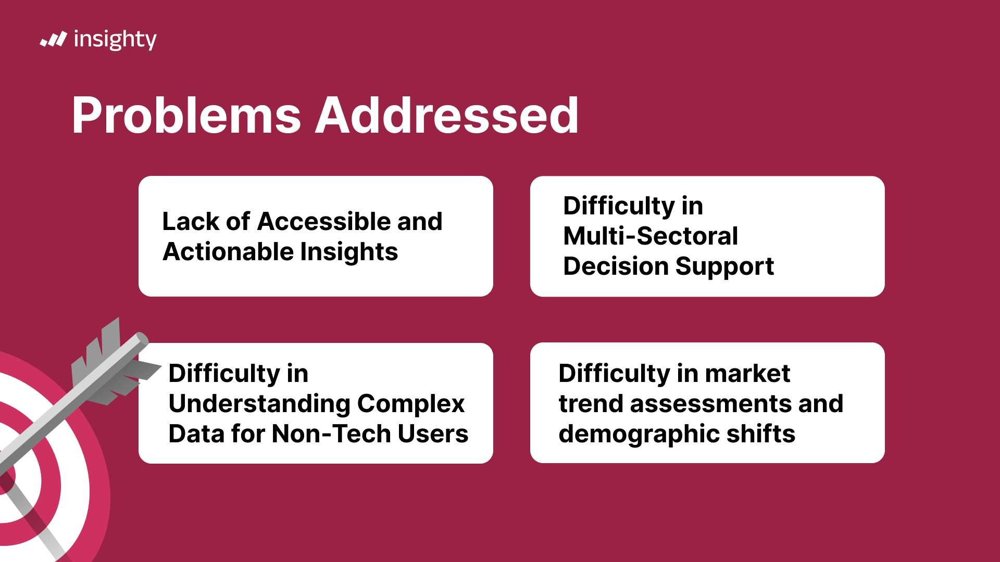 insighty
Problems Addressed
Lack of Accessible and
Actionable Insights
Difficulty in
Multi-Sectoral
Decision Support
Difficulty in
Understanding Complex
Data for Non-Tech Users
Difficulty in market
trend assessments and
demographic shifts